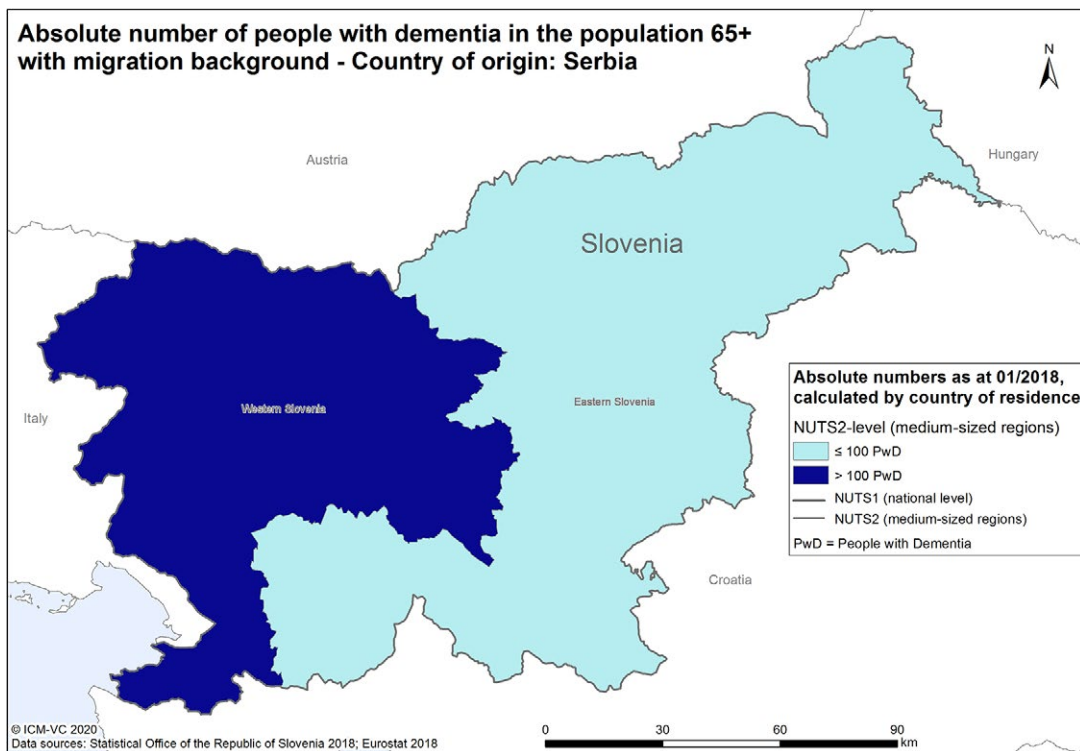 Absolute number of people with dementia in the population 65+
with migration background - Country of origin: Serbia
N
Austria
Hungary
Slovenia
Italy
Western Slovenia
Eastern Slovenia
Croatia
Absolute numbers as at 01/2018,
calculated by country of residence
NUTS2-level (medium-sized regions)
≤ 100 PwD
> 100 PwD
NUTS1 (national level)
NUTS2 (medium-sized regions)
PwD = People with Dementia
© ICM-VC 2020
Data sources: Statistical Office of the Republic of Slovenia 2018; Eurostat 2018
0 30 60 90
km